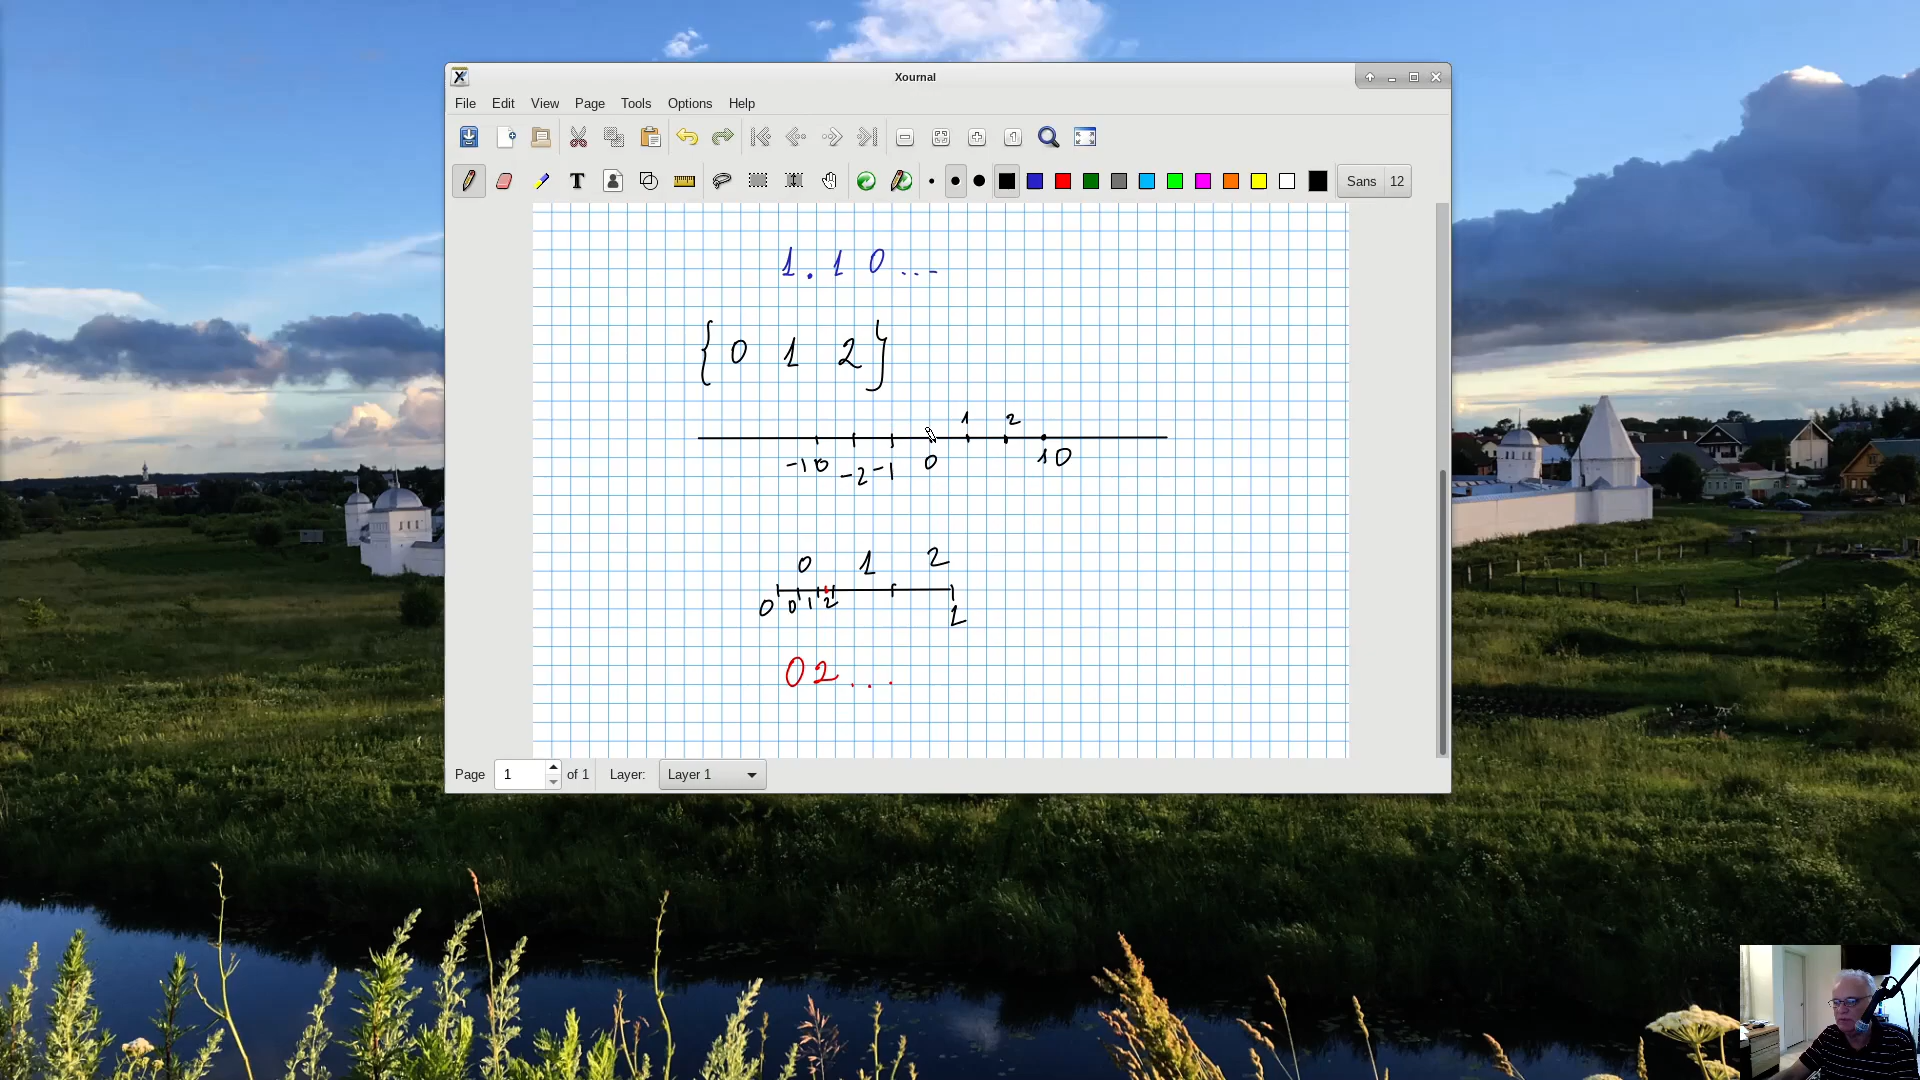 Xournal
File Edit View Page Tools Options Help
T Sans 12
1.10...
{ 0 1 2 }
1 2
-10 -2 -1 0 10
0 1 2
0 0 1 2 1
02...
Page 1 of 1 Layer: Layer 1